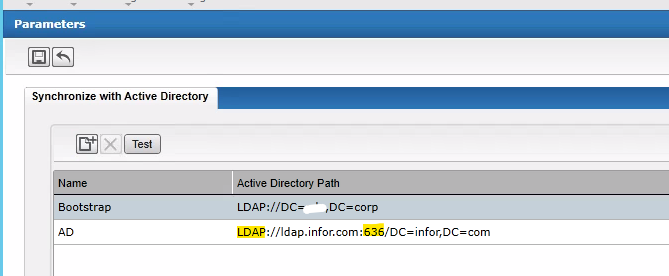 Parameters
Synchronize with Active Directory
Test
Name Active Directory Path
Bootstrap LDAP://DC= ,DC=corp
AD LDAP://ldap.infor.com:636/DC=infor,DC=com